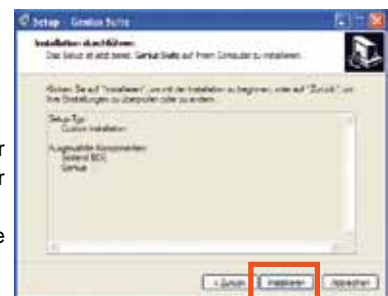 Setup - Genius Suite
Installation durchführen
Das Setup ist jetzt bereit, Genius Suite auf Ihrem Computer zu installieren.
Klicken Sie auf "Installieren", um mit der Installation zu beginnen, oder auf "Zurück", um
Ihre Einstellungen zu überprüfen oder zu ändern.
Setup-Typ:
Custom Installation
Ausgewählte Komponenten:
BDE
Genius
r
r
e
< Zurück
Installieren
Abbrechen